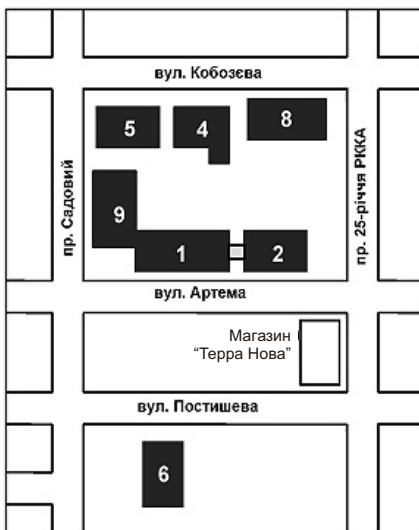 вул. Кобозєва
5
4
8
пр. Садовий
пр. 25-річчя РККА
9
1
2
вул. Артема
Магазин
“Терра Нова”
вул. Постишева
6